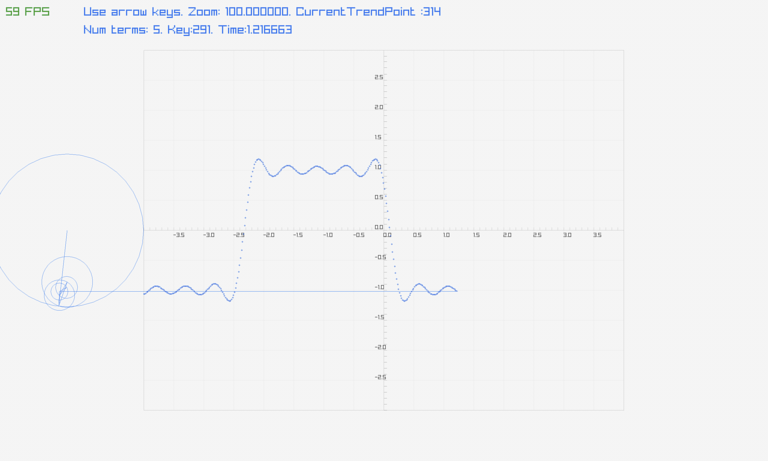 59 FPS
Use arrow keys. Zoom: 100.000000. CurrentTrendPoint :314
Num terms: 5. Key:291. Time:1.216663
2.5
2.0
1.5
1.0
0.5
0.0
-3.5 -3.0 -2.5 -2.0 -1.5 -1.0 -0.5 0.0 0.5 1.0 1.5 2.0 2.5 3.0 3.5
-0.5
-1.0
-1.5
-2.0
-2.5